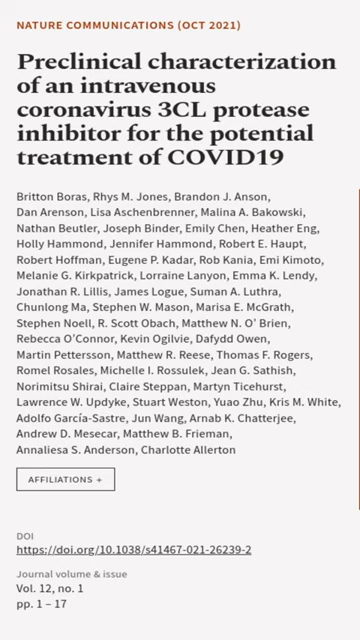 NATURE COMMUNICATIONS (OCT 2021)
Preclinical characterization
of an intravenous
coronavirus 3CL protease
inhibitor for the potential
treatment of COVID19
Britton Boras, Rhys M. Jones, Brandon J. Anson,
Dan Arenson, Lisa Aschenbrenner, Malina A. Bakowski,
Nathan Beutler, Joseph Binder, Emily Chen, Heather Eng,
Holly Hammond, Jennifer Hammond, Robert E. Haupt,
Robert Hoffman, Eugene P. Kadar, Rob Kania, Emi Kimoto,
Melanie G. Kirkpatrick, Lorraine Lanyon, Emma K. Lendy,
Jonathan R. Lillis, James Logue, Suman A. Luthra,
Chunlong Ma, Stephen W. Mason, Marisa E. McGrath,
Stephen Noell, R. Scott Obach, Matthew N. O’ Brien,
Rebecca O’Connor, Kevin Ogilvie, Dafydd Owen,
Martin Pettersson, Matthew R. Reese, Thomas F. Rogers,
Romel Rosales, Michelle I. Rossulek, Jean G. Sathish,
Norimitsu Shirai, Claire Steppan, Martyn Ticehurst,
Lawrence W. Updyke, Stuart Weston, Yuao Zhu, Kris M. White,
Adolfo García-Sastre, Jun Wang, Arnab K. Chatterjee,
Andrew D. Mesecar, Matthew B. Frieman,
Annaliesa S. Anderson, Charlotte Allerton
AFFILIATIONS +
DOI
https://doi.org/10.1038/s41467-021-26239-2
Journal volume & issue
Vol. 12, no. 1
pp. 1 – 17